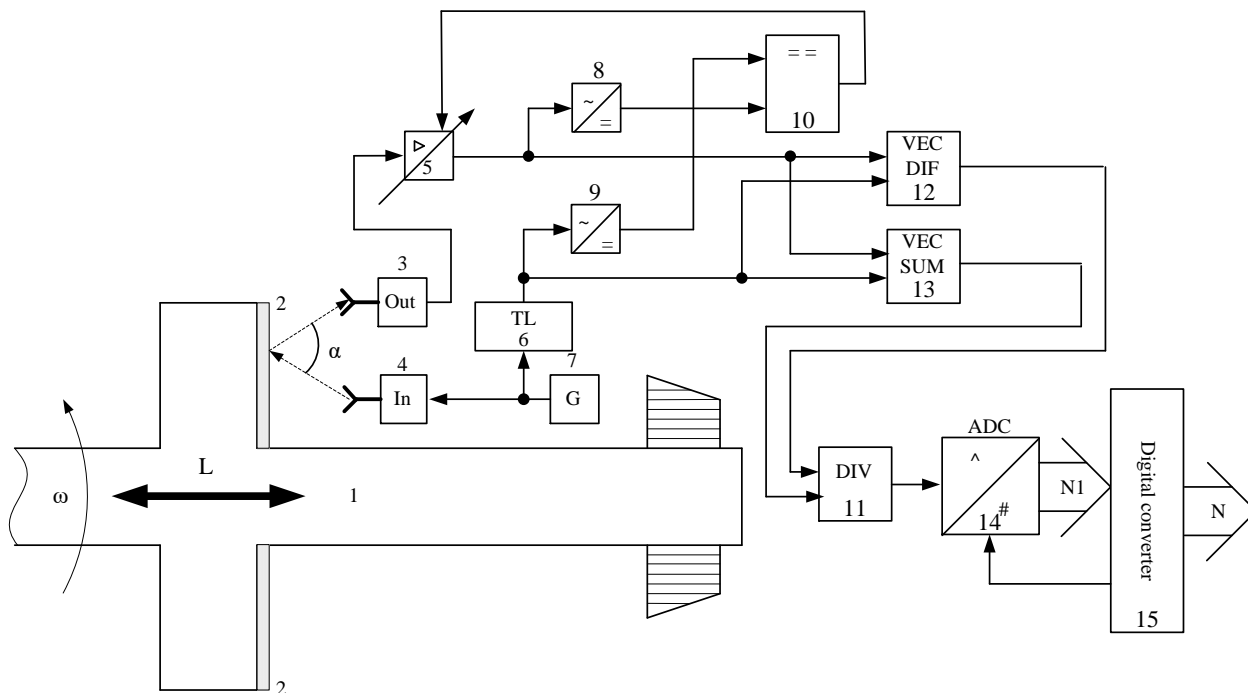 8
= =
10
~
=
▷
5
VEC
DIF
12
9
~
=
VEC
SUM
13
3
Out
2
TL
6
α
7
4
In
G
ADC
L
ω
1
DIV
11
^
#
14
N1
Digital converter
15
N
2